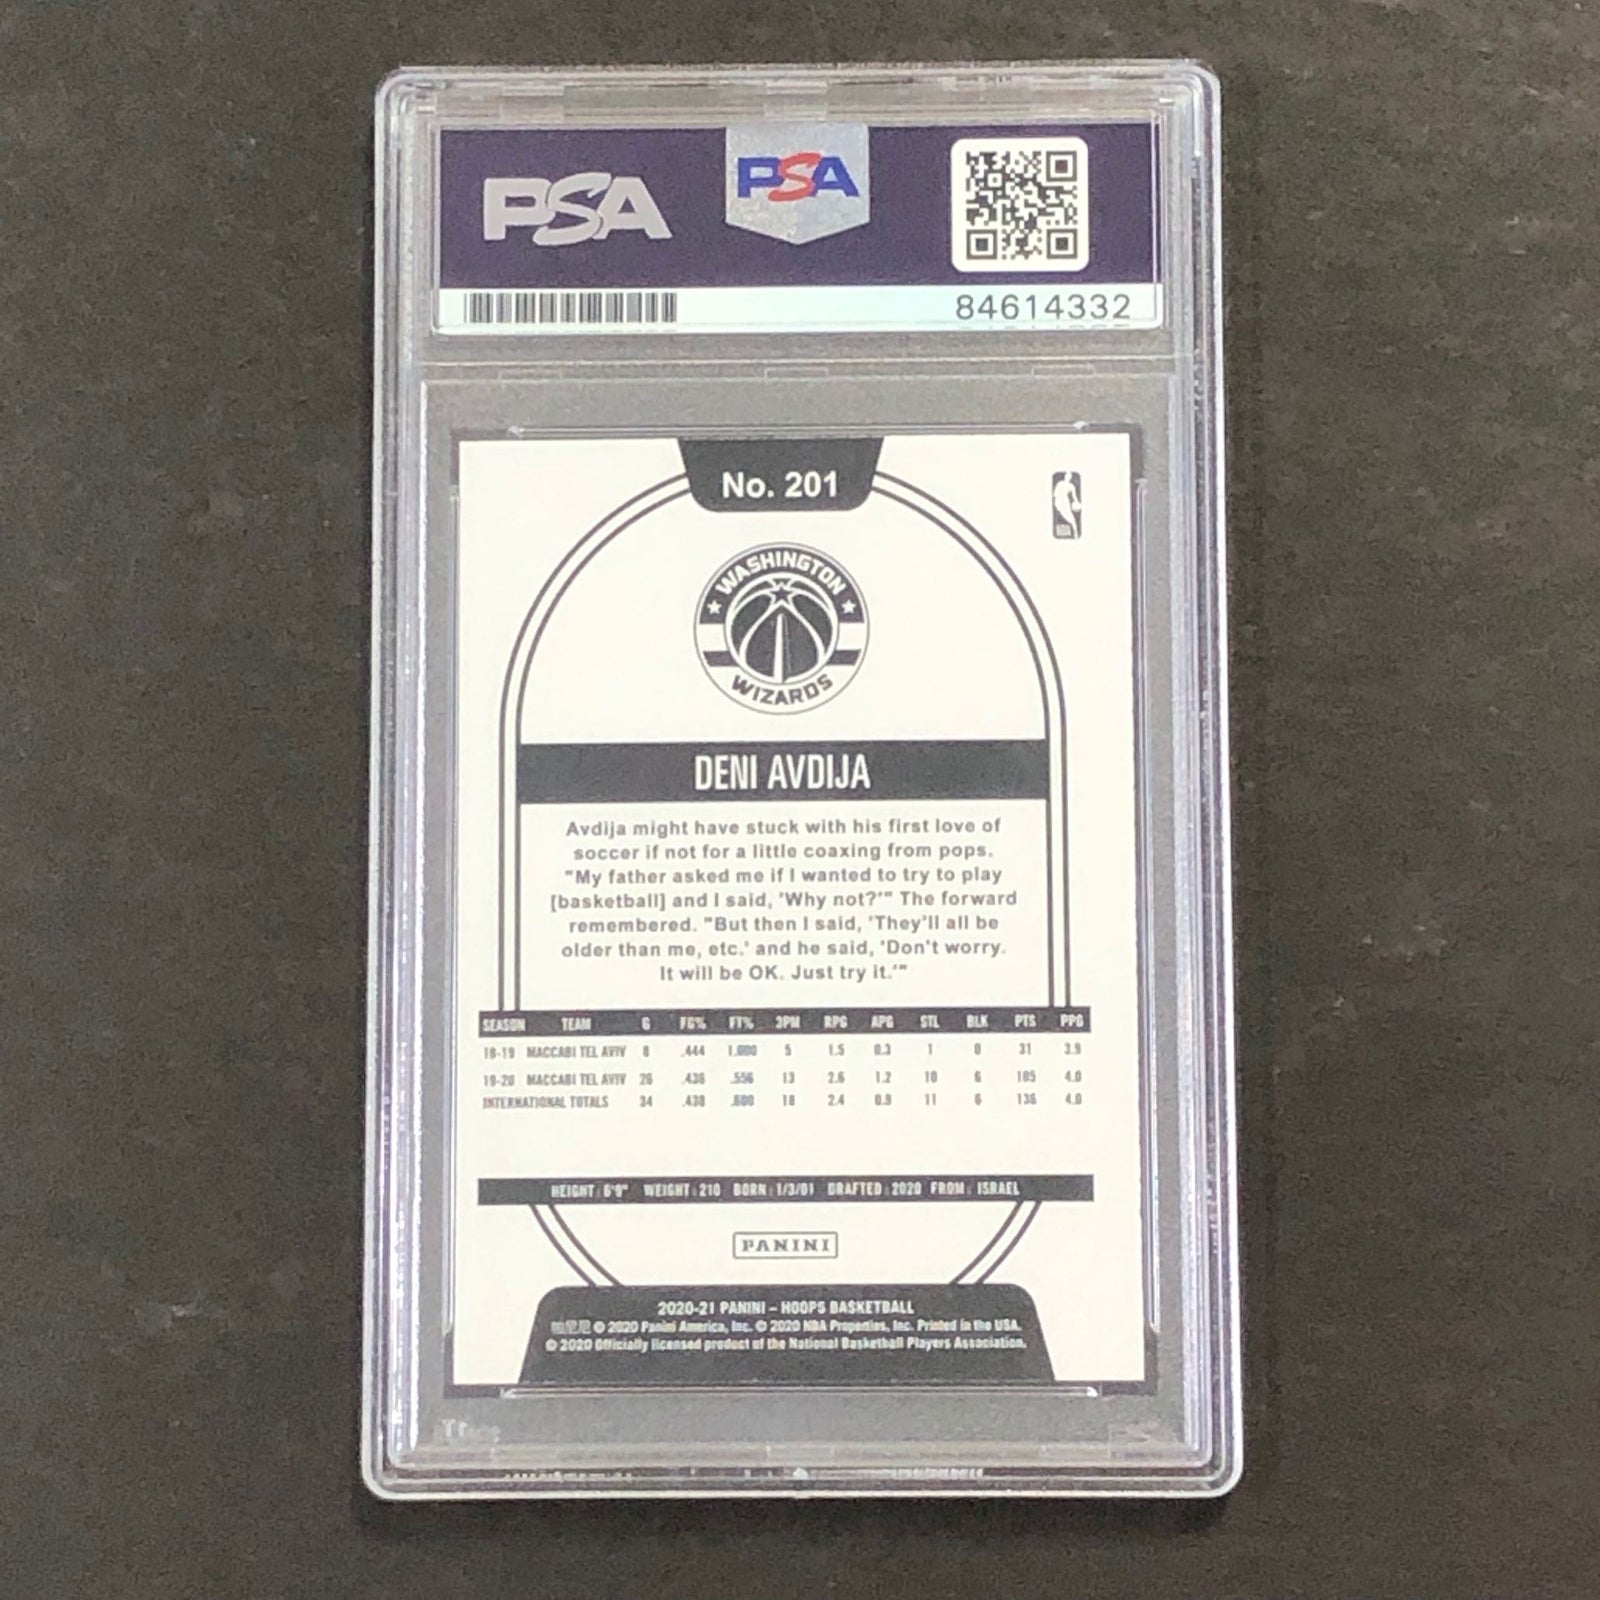 PSA
PSA
84614332
No. 201
NBA
WASHINGTON
WIZARDS
DENI AVDIJA
Avdija might have stuck with his first love of
soccer if not for a little coaxing from pops.
"My father asked me if I wanted to try to play
[basketball] and I said, 'Why not?'" The forward
remembered. "But then I said, 'They'll all be
older than me, etc.' and he said, 'Don't worry.
It will be OK. Just try it.'"
SEASON TEAM G FG% FT% 3PM RPG APG STL BLK PTS PPG
18-19 MACCABI TEL AVIV 8 .444 1.000 5 1.5 0.3 1 0 31 3.9
19-20 MACCABI TEL AVIV 26 .436 .556 13 2.6 1.2 10 6 105 4.0
INTERNATIONAL TOTALS 34 .438 .600 18 2.4 0.9 11 6 136 4.0
HEIGHT: 6'9" WEIGHT: 210 BORN: 1/3/01 DRAFTED: 2020 FROM: ISRAEL
PANINI
2020-21 PANINI – HOOPS BASKETBALL
© 2020 Panini America, Inc. © 2020 NBA Properties, Inc. Printed in the USA.
© 2020 Officially licensed product of the National Basketball Players Association.